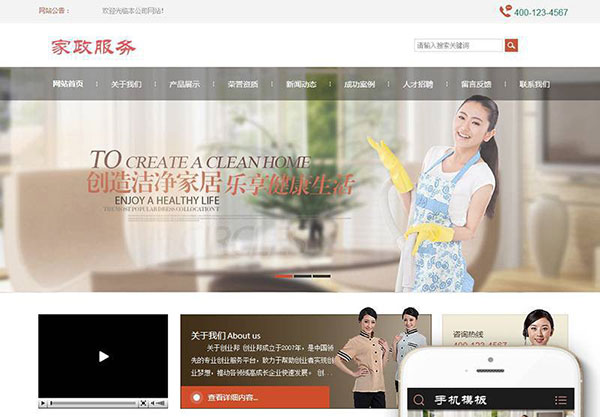 网站公告：
欢迎光临本公司网站！
400-123-4567
家政服务
请输入搜索关键词
网站首页 关于我们 产品展示 荣誉资质 新闻动态 成功案例 人才招聘 留言反馈 联系我们
TO CREATE A CLEAN HOME
创造洁净家居 乐享健康生活
ENJOY A HEALTHY LIFE
THE MOST POPULAR DRESS COLLOCATION T
关于我们 About us
关于创业邦 创业邦成立于2007年，是中国领
先的专业创业服务平台，致力于帮助创业者实现创
业梦想，推动各领域高成长企业快速发展。 创...
查看详细内容...
咨询热线
400-123-4567
手机模板